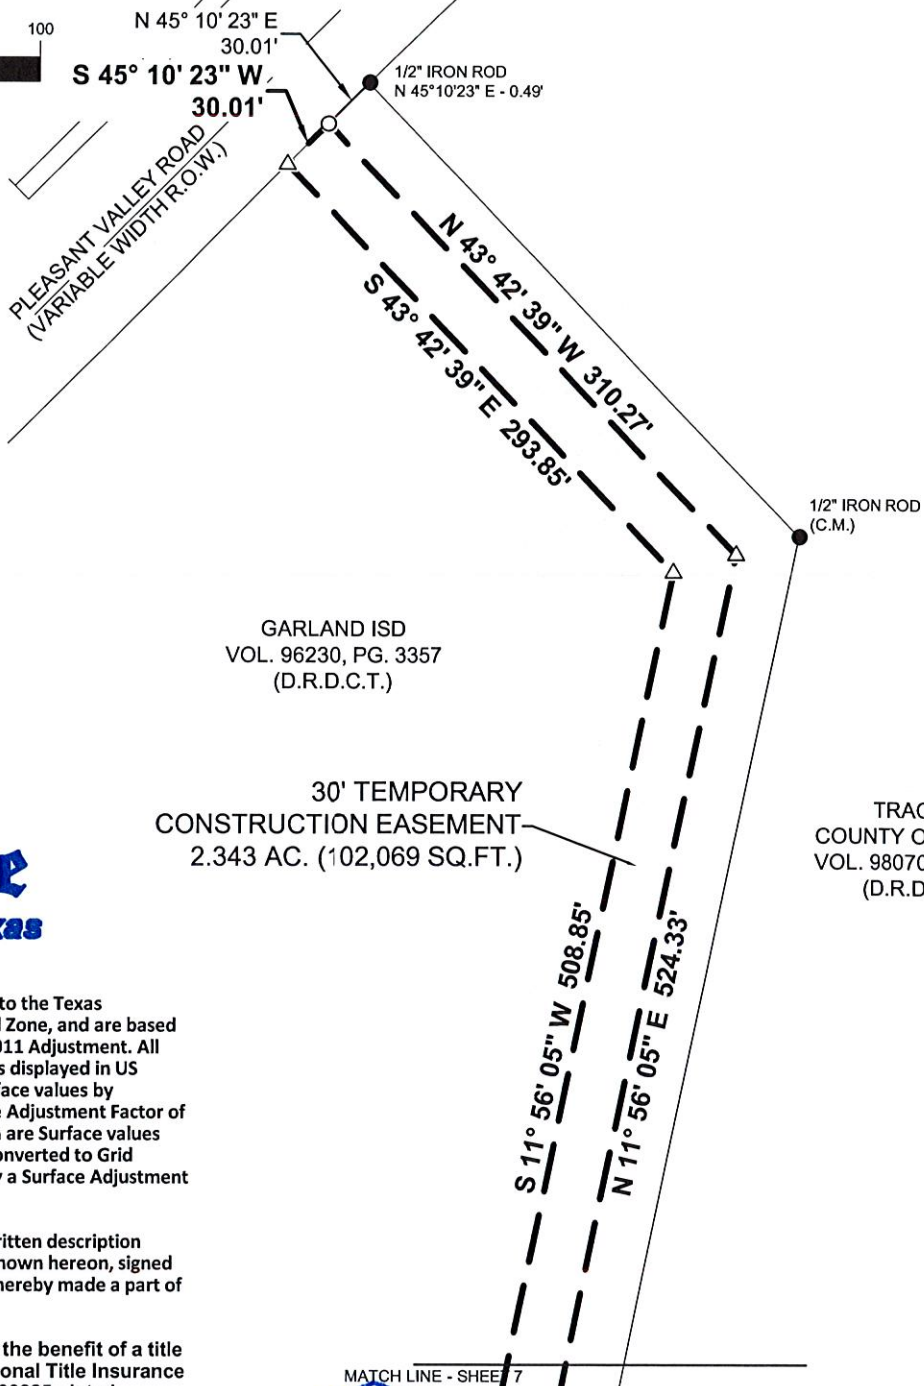 100
N 45° 10' 23" E
30.01'
S 45° 10' 23" W
30.01'
1/2" IRON ROD
N 45°10'23" E - 0.49'
PLEASANT VALLEY ROAD
(VARIABLE WIDTH R.O.W.)
N 43° 42' 39" W 310.27'
S 43° 42' 39" E 293.85'
1/2" IRON ROD
(C.M.)
GARLAND ISD
VOL. 96230, PG. 3357
(D.R.D.C.T.)
30' TEMPORARY
CONSTRUCTION EASEMENT
2.343 AC. (102,069 SQ.FT.)
TRAC
COUNTY O
VOL. 98070
(D.R.D
S 11° 56' 05" W 508.85'
N 11° 56' 05" E 524.33'
e
xas
to the Texas
Zone, and are based
011 Adjustment. All
s displayed in US
face values by
Adjustment Factor of
are Surface values
onverted to Grid
y a Surface Adjustment
ritten description
hown hereon, signed
hereby made a part of
the benefit of a title
onal Title Insurance
MATCH LINE - SHEET 7